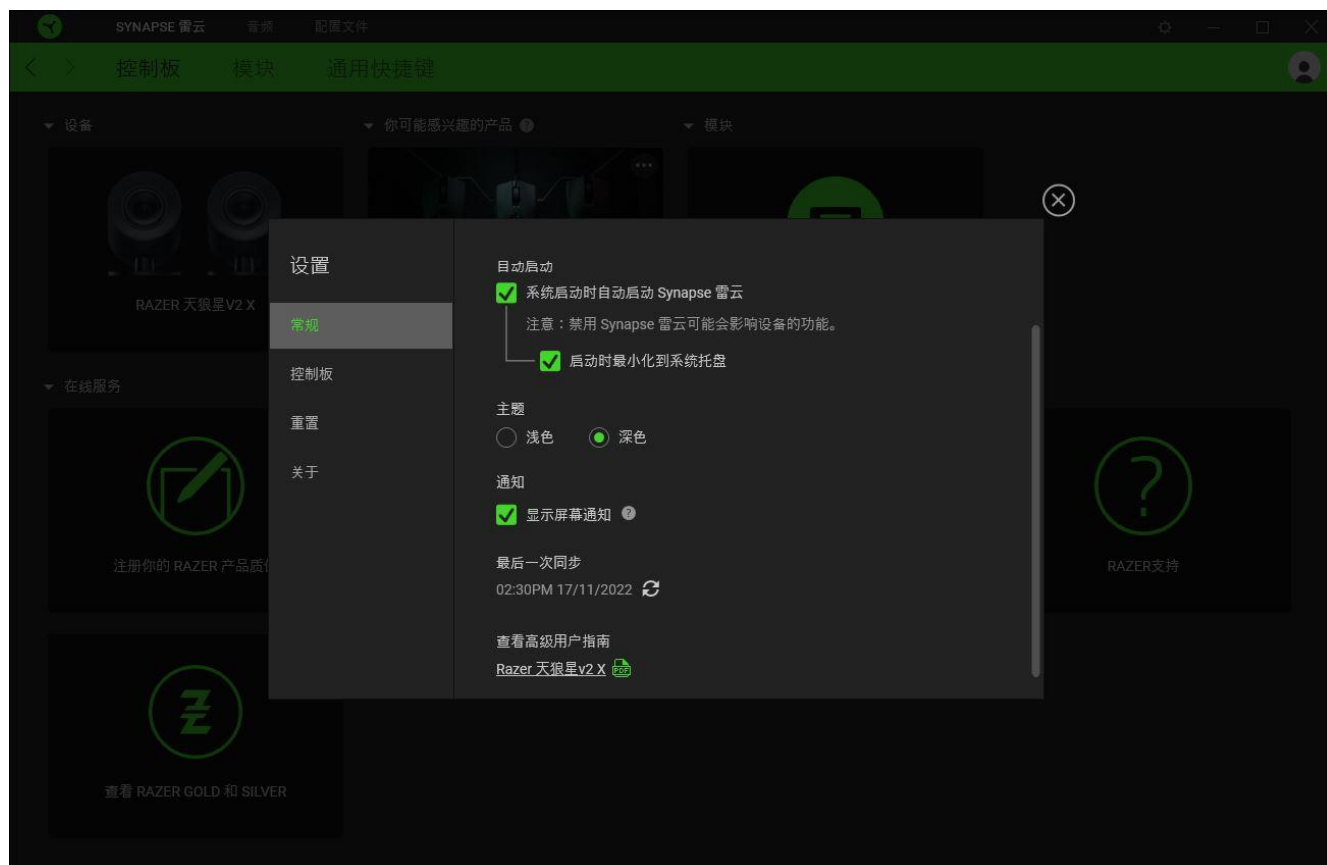 SYNAPSE 雷云
音频
配置文件
控制板
模块
通用快捷键
设备
你可能感兴趣的产品
模块
RAZER 天狼星V2 X
在线服务
注册你的 RAZER 产品质
RAZER支持
查看 RAZER GOLD 和 SILVER
设置
常规
控制板
重置
关于
自动启动
系统启动时自动启动 Synapse 雷云
注意：禁用 Synapse 雷云可能会影响设备的功能。
启动时最小化到系统托盘
主题
浅色
深色
通知
显示屏幕通知
最后一次同步
02:30PM 17/11/2022
查看高级用户指南
Razer 天狼星v2 X
PDF